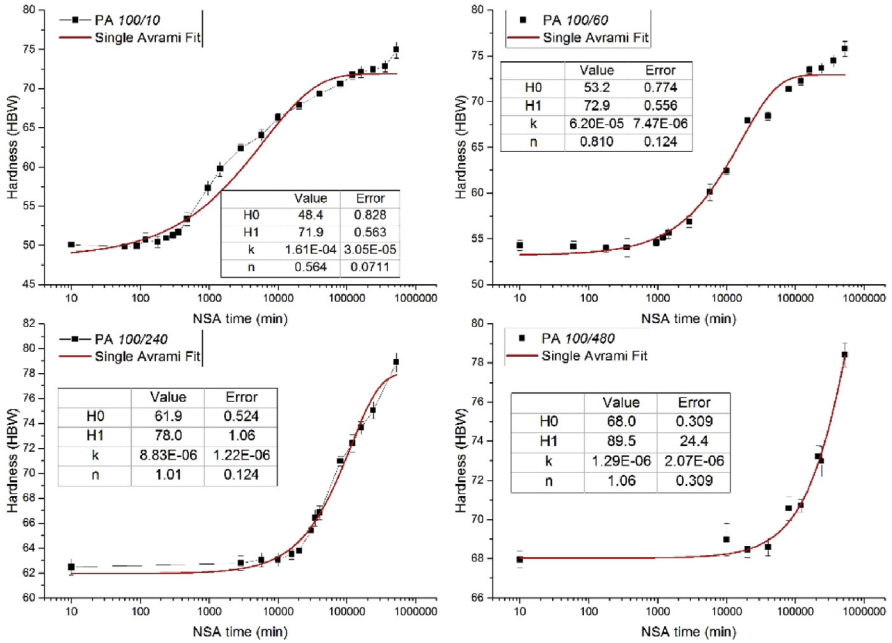 PA 100/10
Single Avrami Fit
80
75
70
65
60
55
50
45
Hardness (HBW)
Value Error
H0 48.4 0.828
H1 71.9 0.563
k 1.61E-04 3.05E-05
n 0.564 0.0711
10 100 1000 10000 100000 1000000
NSA time (min)
PA 100/60
Single Avrami Fit
80
75
70
65
60
55
50
Hardness (HBW)
Value Error
H0 53.2 0.774
H1 72.9 0.556
k 6.20E-05 7.47E-06
n 0.810 0.124
10 100 1000 10000 100000 1000000
NSA time (min)
PA 100/240
Single Avrami Fit
82
80
78
76
74
72
70
68
66
64
62
60
Hardness (HBW)
Value Error
H0 61.9 0.524
H1 78.0 1.06
k 8.83E-06 1.22E-06
n 1.01 0.124
10 100 1000 10000 100000 1000000
NSA time (min)
PA 100/480
Single Avrami Fit
80
78
76
74
72
70
68
66
Hardness (HBW)
Value Error
H0 68.0 0.309
H1 89.5 24.4
k 1.29E-06 2.07E-06
n 1.06 0.309
10 100 1000 10000 100000 1000000
NSA time (min)